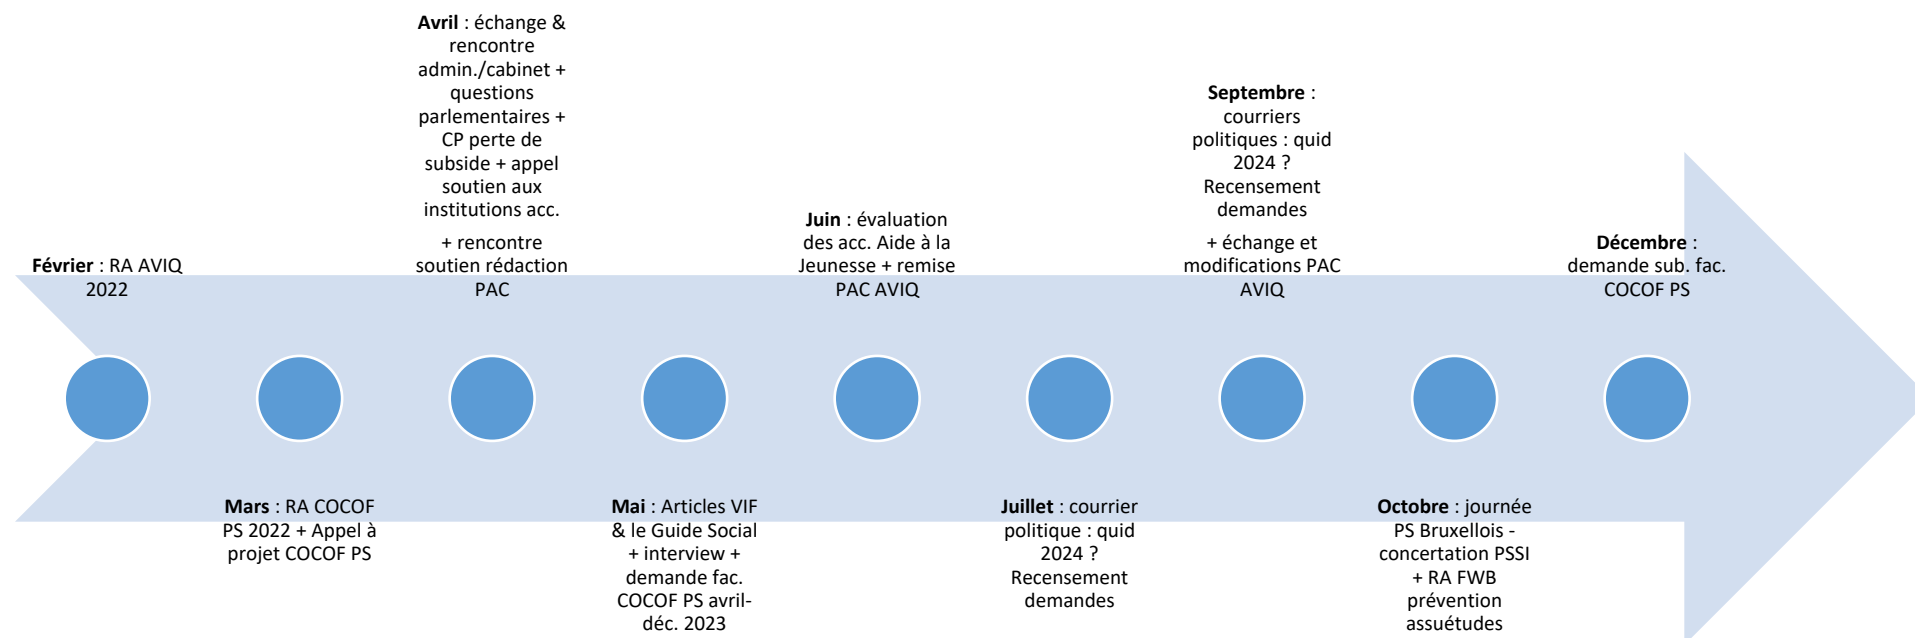 Février : RA AVIQ
2022
Mars : RA COCOF
PS 2022 + Appel à
projet COCOF PS
Avril : échange &
rencontre
admin./cabinet +
questions
parlementaires +
CP perte de
subside + appel
soutien aux
institutions acc.
+ rencontre
soutien rédaction
PAC
Mai : Articles VIF
& le Guide Social
+ interview +
demande fac.
COCOF PS avril-
déc. 2023
Juin : évaluation
des acc. Aide à la
Jeunesse + remise
PAC AVIQ
Juillet : courrier
politique : quid
2024 ?
Recensement
demandes
Septembre :
courriers
politiques : quid
2024 ?
Recensement
demandes
+ échange et
modifications PAC
AVIQ
Octobre : journée
PS Bruxellois -
concertation PSSI
+ RA FWB
prévention
assuétudes
Décembre :
demande sub. fac.
COCOF PS